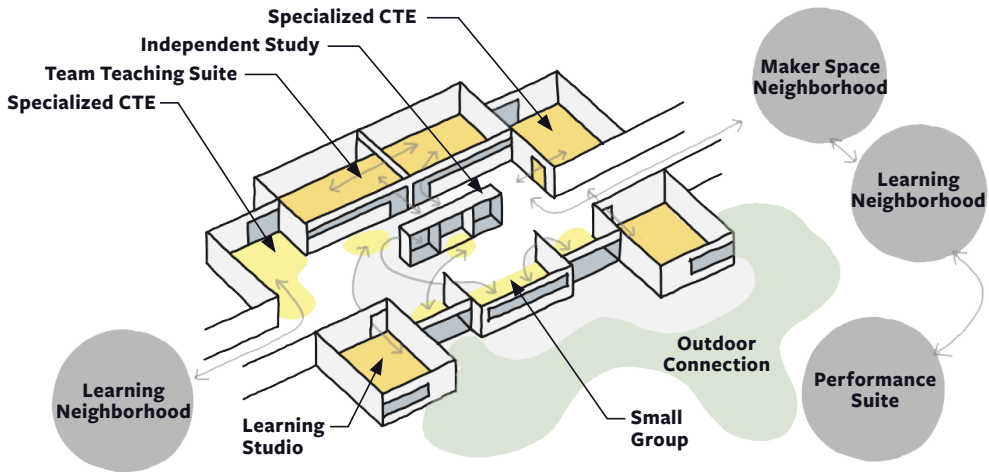 Specialized CTE
Independent Study
Team Teaching Suite
Specialized CTE
Maker Space
Neighborhood
Learning
Neighborhood
Outdoor
Connection
Performance
Suite
Learning
Neighborhood
Learning
Studio
Small
Group